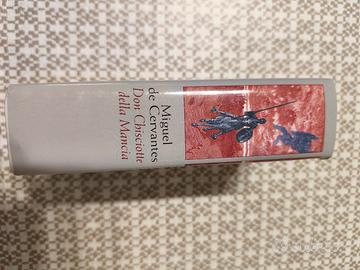 Miguel
de Cervantes
Don Chisciotte
della Mancia